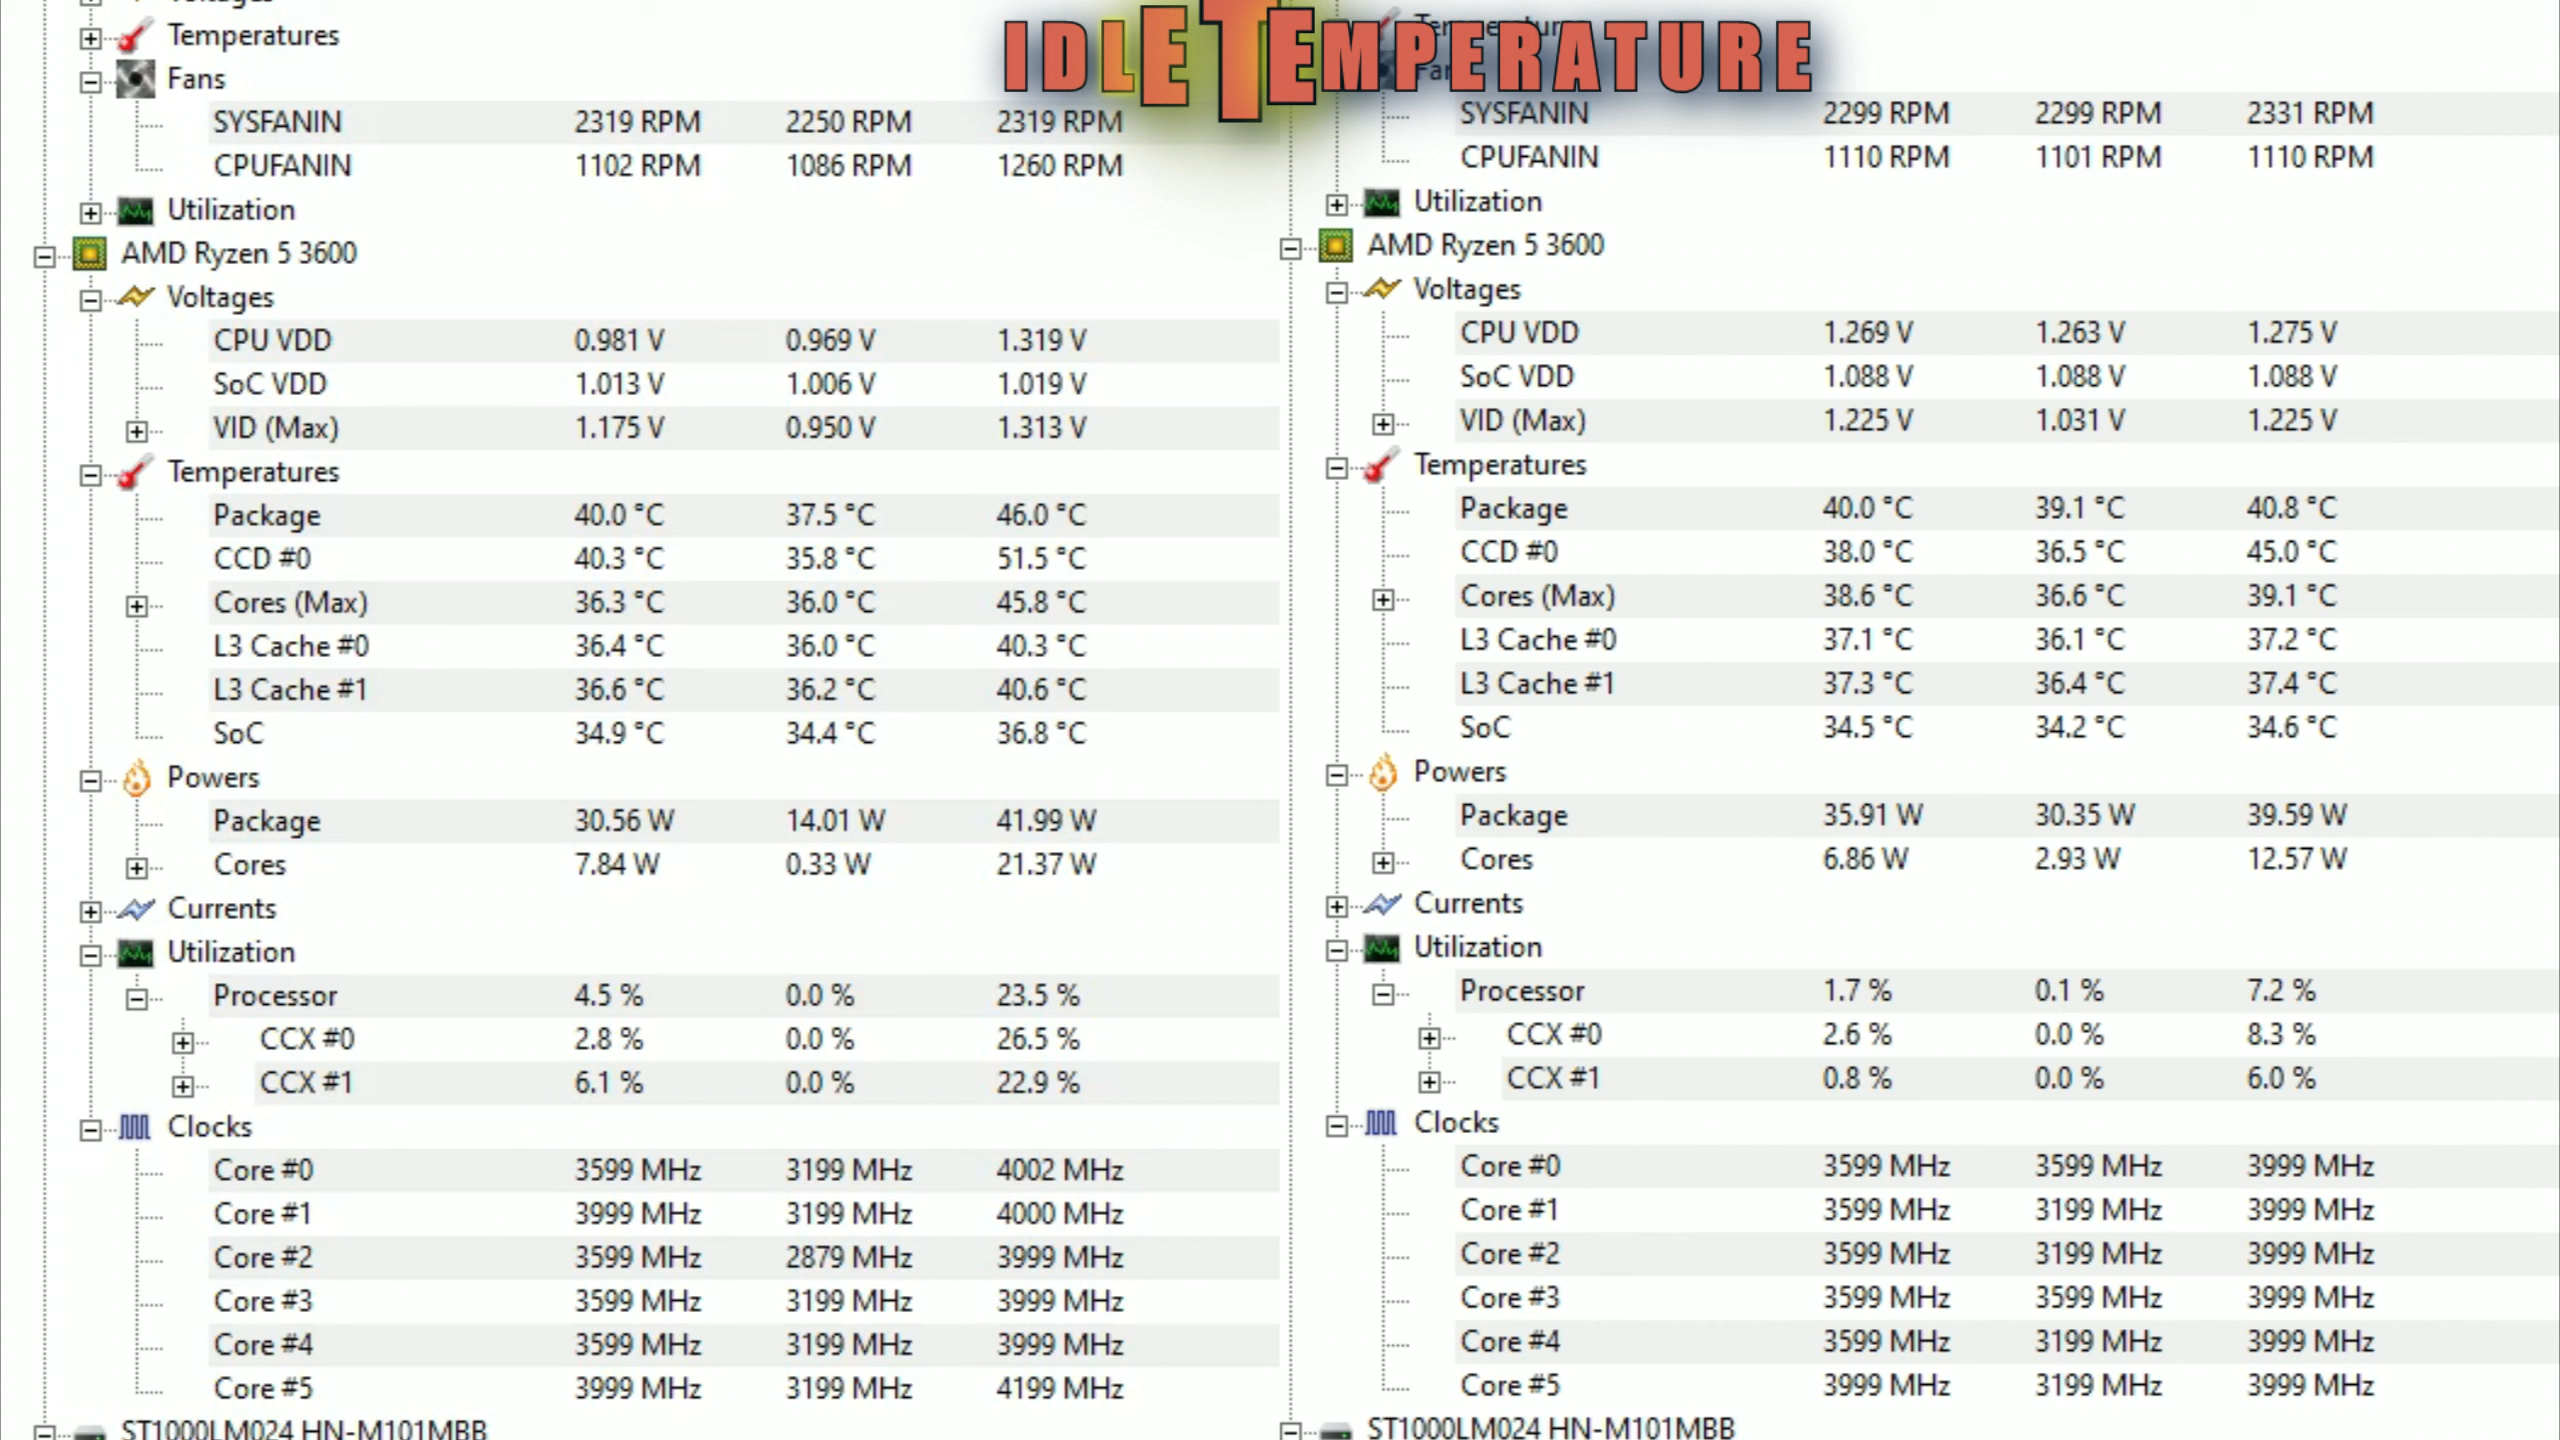 IDLE TEMPERATURE
Voltages
Temperatures
Fans
SYSFANIN 2319 RPM 2250 RPM 2319 RPM
CPUFANIN 1102 RPM 1086 RPM 1260 RPM
Utilization
AMD Ryzen 5 3600
Voltages
CPU VDD 0.981 V 0.969 V 1.319 V
SoC VDD 1.013 V 1.006 V 1.019 V
VID (Max) 1.175 V 0.950 V 1.313 V
Temperatures
Package 40.0 °C 37.5 °C 46.0 °C
CCD #0 40.3 °C 35.8 °C 51.5 °C
Cores (Max) 36.3 °C 36.0 °C 45.8 °C
L3 Cache #0 36.4 °C 36.0 °C 40.3 °C
L3 Cache #1 36.6 °C 36.2 °C 40.6 °C
SoC 34.9 °C 34.4 °C 36.8 °C
Powers
Package 30.56 W 14.01 W 41.99 W
Cores 7.84 W 0.33 W 21.37 W
Currents
Utilization
Processor 4.5 % 0.0 % 23.5 %
CCX #0 2.8 % 0.0 % 26.5 %
CCX #1 6.1 % 0.0 % 22.9 %
Clocks
Core #0 3599 MHz 3199 MHz 4002 MHz
Core #1 3999 MHz 3199 MHz 4000 MHz
Core #2 3599 MHz 2879 MHz 3999 MHz
Core #3 3599 MHz 3199 MHz 3999 MHz
Core #4 3599 MHz 3199 MHz 3999 MHz
Core #5 3999 MHz 3199 MHz 4199 MHz
ST1000LM024 HN-M101MBB
Temperatures
Fans
SYSFANIN 2299 RPM 2299 RPM 2331 RPM
CPUFANIN 1110 RPM 1101 RPM 1110 RPM
Utilization
AMD Ryzen 5 3600
Voltages
CPU VDD 1.269 V 1.263 V 1.275 V
SoC VDD 1.088 V 1.088 V 1.088 V
VID (Max) 1.225 V 1.031 V 1.225 V
Temperatures
Package 40.0 °C 39.1 °C 40.8 °C
CCD #0 38.0 °C 36.5 °C 45.0 °C
Cores (Max) 38.6 °C 36.6 °C 39.1 °C
L3 Cache #0 37.1 °C 36.1 °C 37.2 °C
L3 Cache #1 37.3 °C 36.4 °C 37.4 °C
SoC 34.5 °C 34.2 °C 34.6 °C
Powers
Package 35.91 W 30.35 W 39.59 W
Cores 6.86 W 2.93 W 12.57 W
Currents
Utilization
Processor 1.7 % 0.1 % 7.2 %
CCX #0 2.6 % 0.0 % 8.3 %
CCX #1 0.8 % 0.0 % 6.0 %
Clocks
Core #0 3599 MHz 3599 MHz 3999 MHz
Core #1 3599 MHz 3199 MHz 3999 MHz
Core #2 3599 MHz 3199 MHz 3999 MHz
Core #3 3599 MHz 3599 MHz 3999 MHz
Core #4 3599 MHz 3199 MHz 3999 MHz
Core #5 3999 MHz 3199 MHz 3999 MHz
ST1000LM024 HN-M101MBB